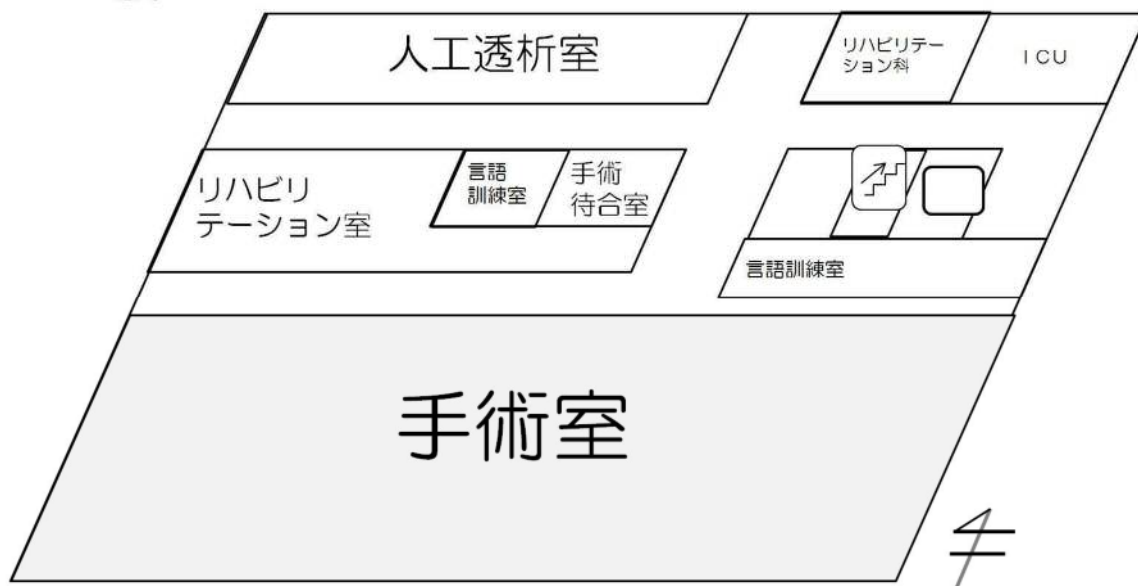 人工透析室
リハビリテー
ション科
ICU
リハビリ
テーション室
言語
訓練室
手術
待合室
言語訓練室
手術室